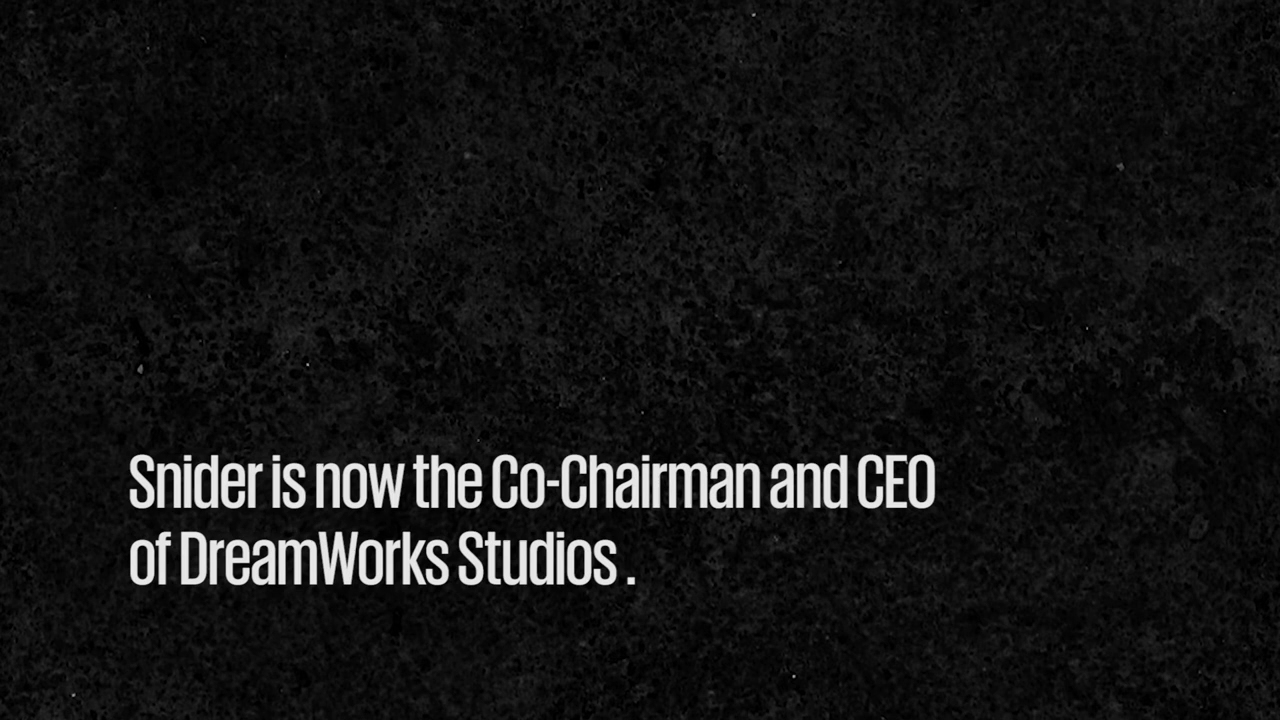 Snider is now the Co-Chairman and CEO
of DreamWorks Studios .